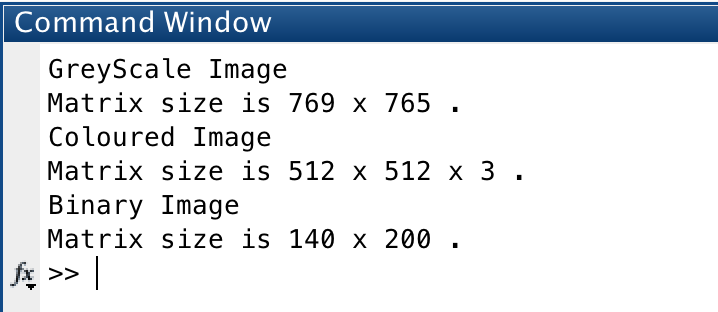 Command Window
GreyScale Image
Matrix size is 769 x 765 .
Coloured Image
Matrix size is 512 x 512 x 3 .
Binary Image
Matrix size is 140 x 200 .
fx >>